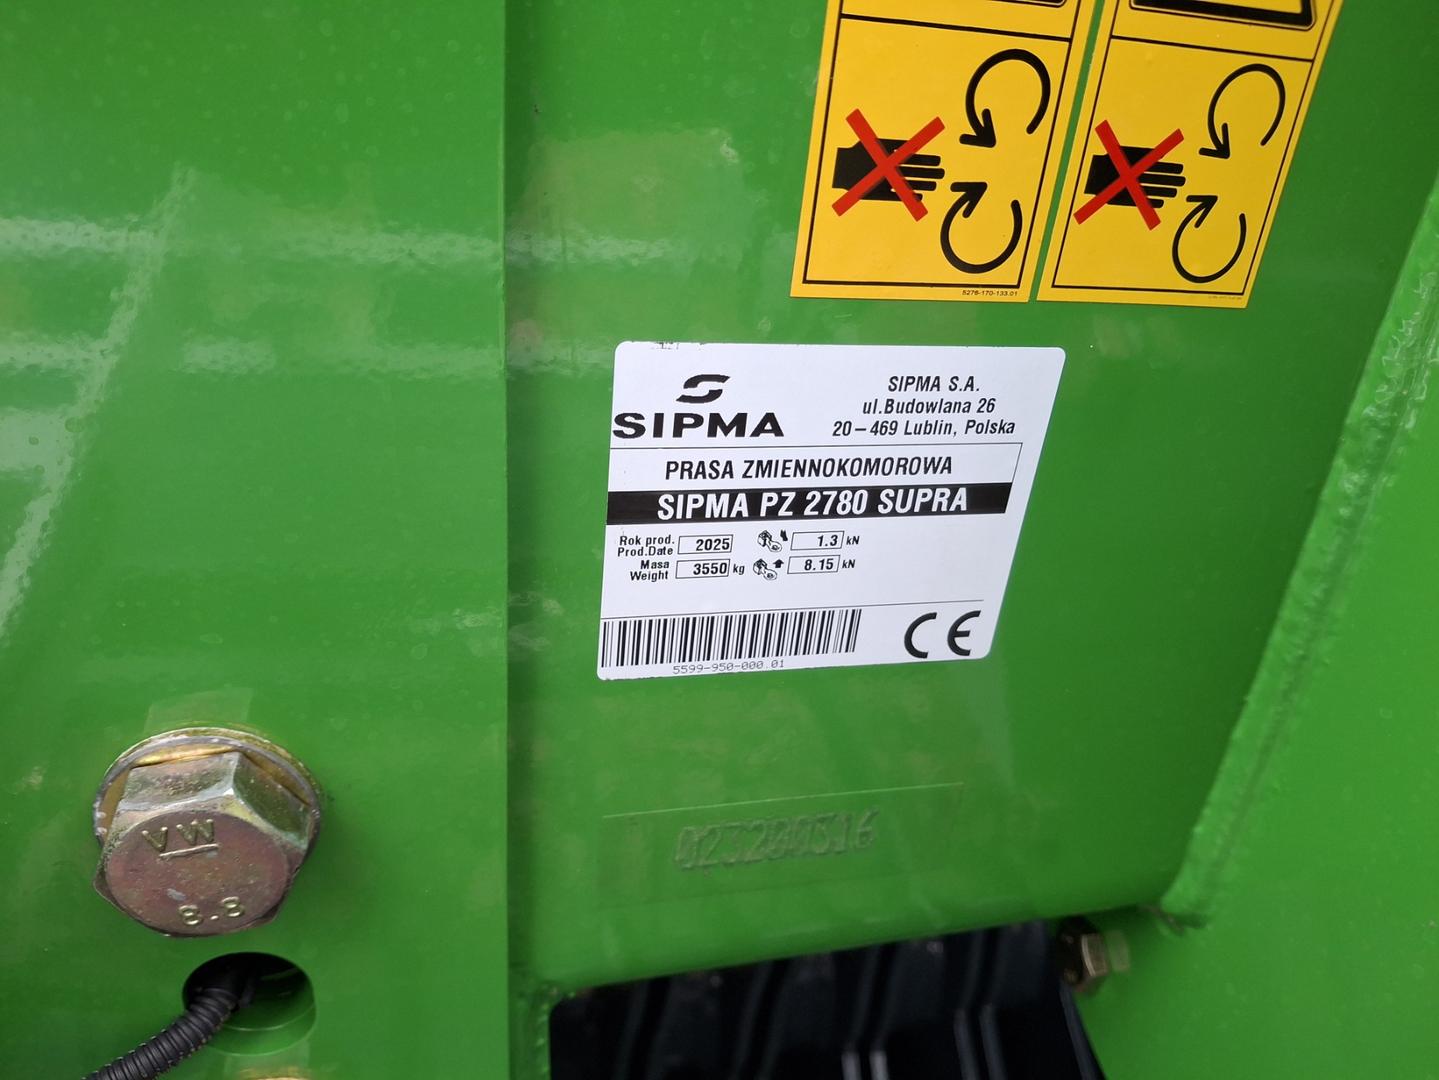 5276-170-133.01
SIPMA
SIPMA S.A.
ul.Budowlana 26
20-469 Lublin, Polska
PRASA ZMIENNOKOMOROWA
SIPMA PZ 2780 SUPRA
Rok prod.
Prod.Date 2025 1.3 kN
Masa
Weight 3550 kg 8.15 kN
5599-950-000.01
CE
023200316
VW
8.8